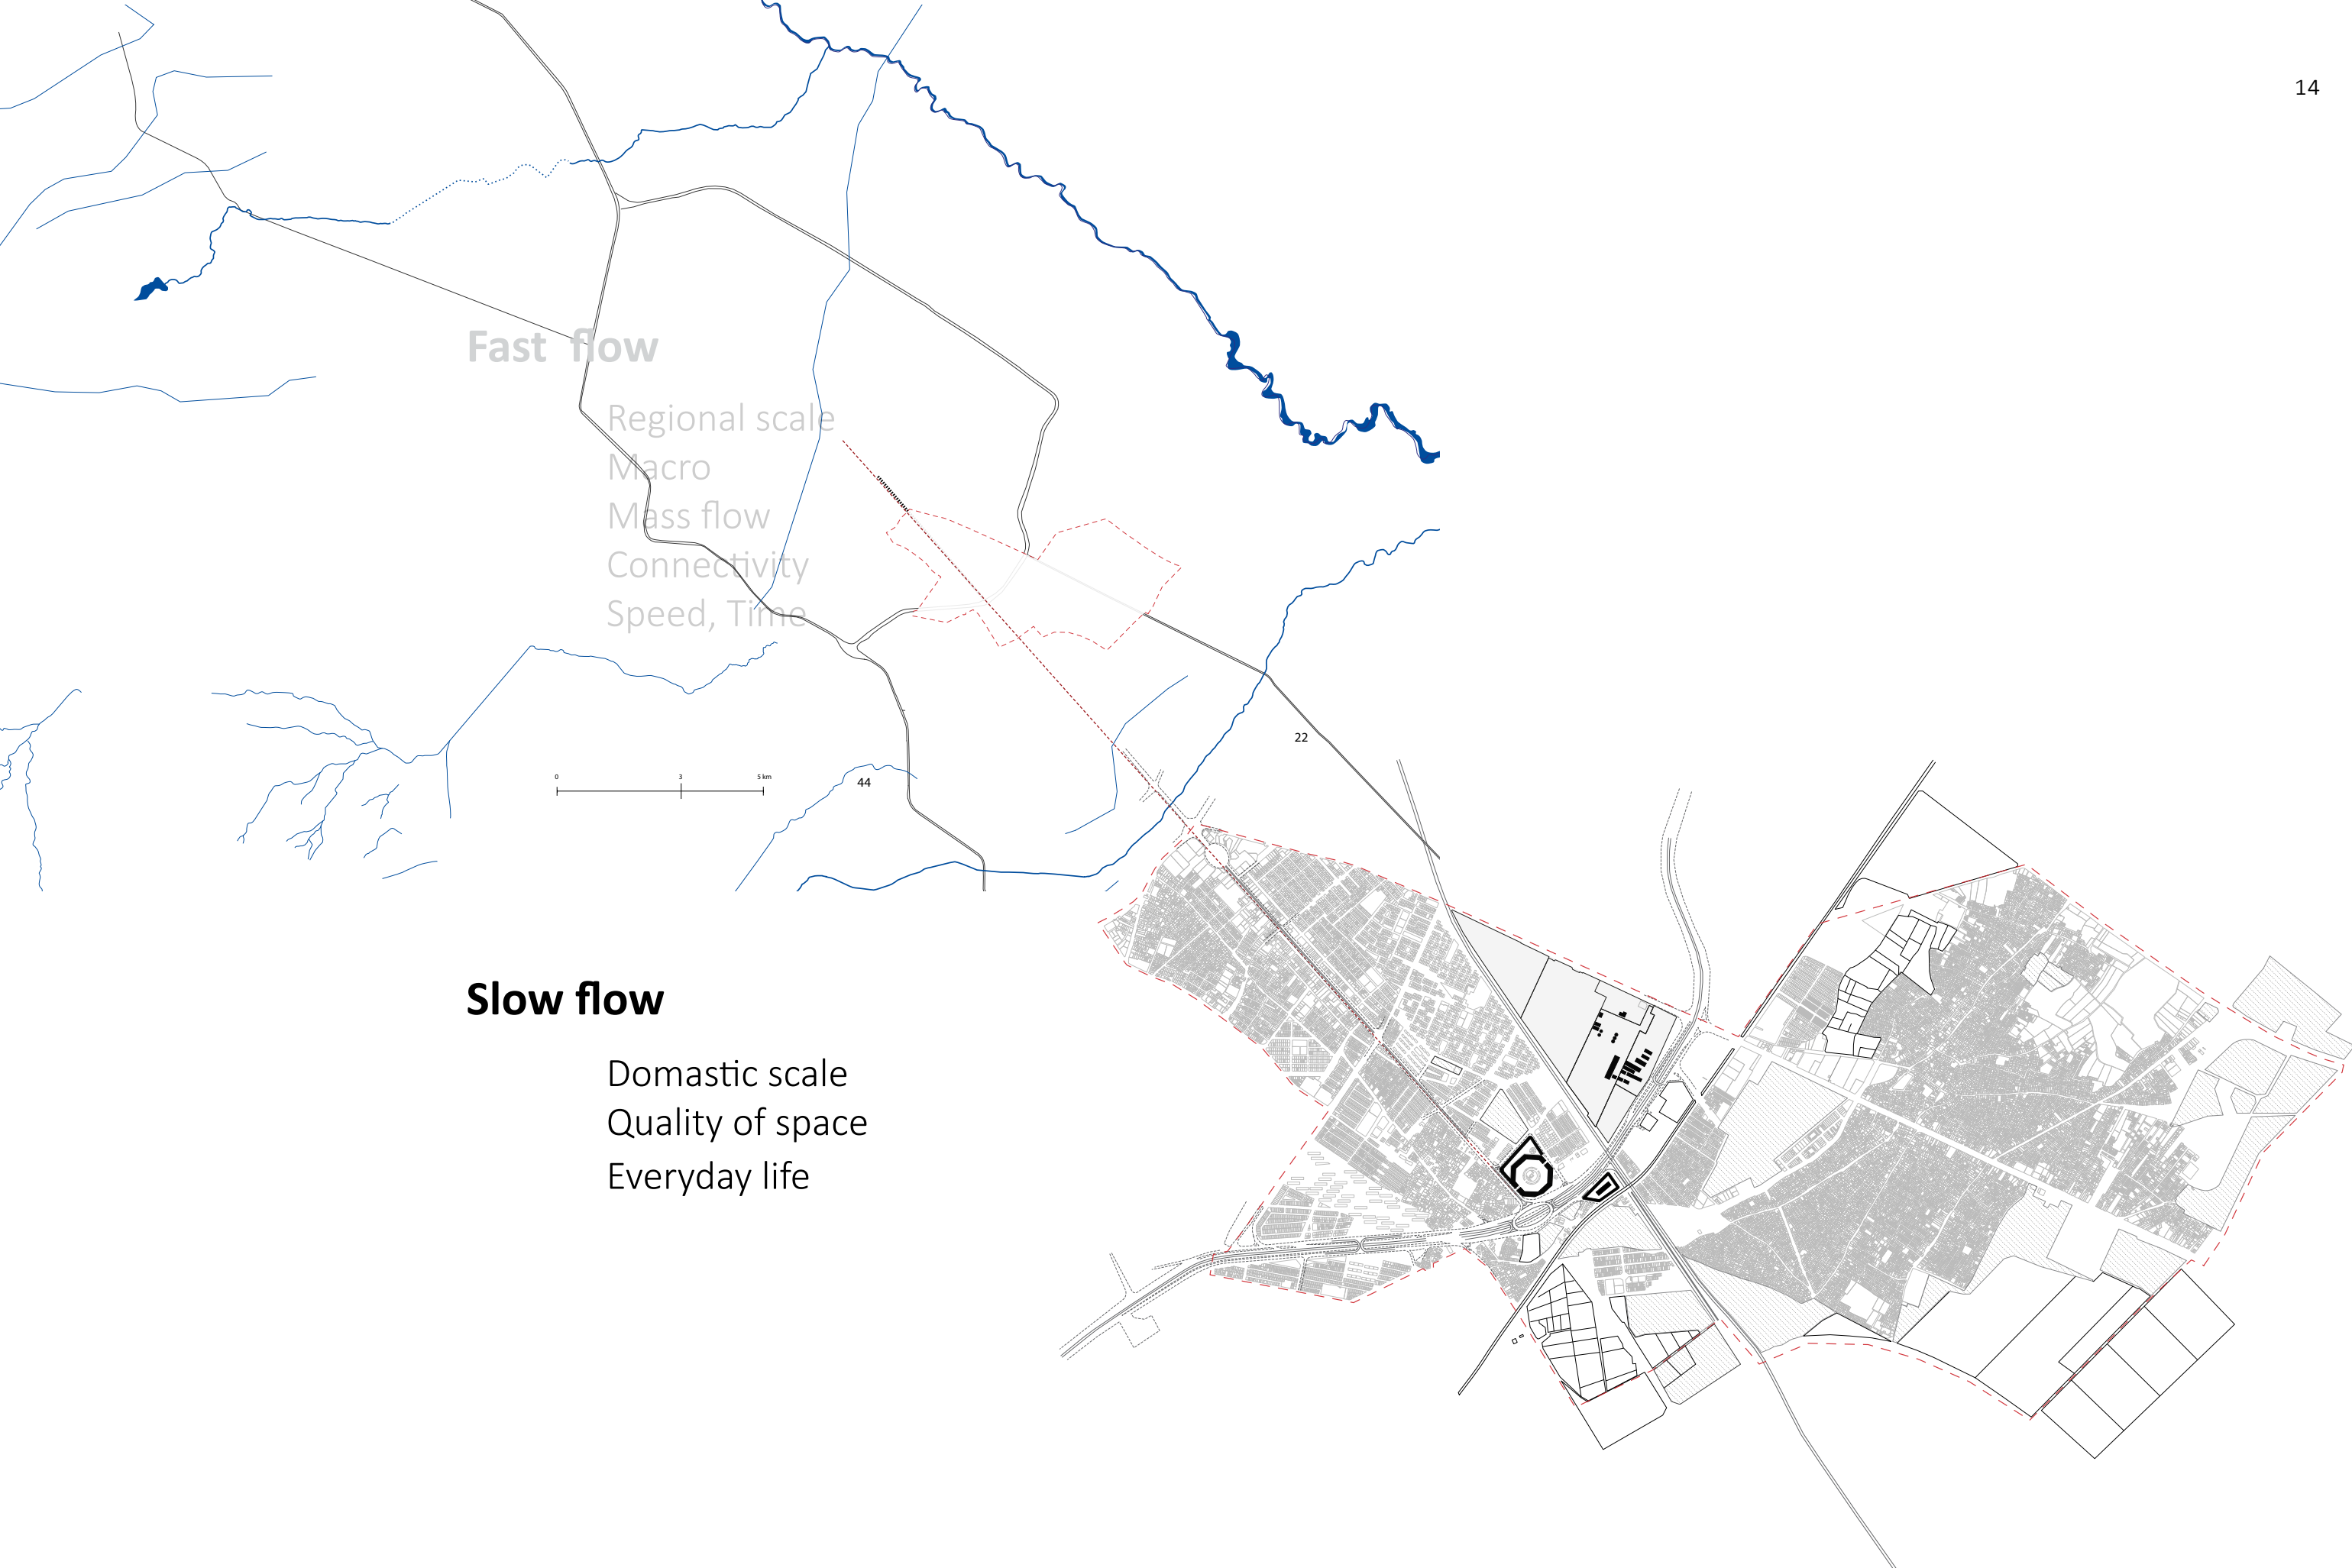 14
Fast flow
Regional scale
Macro
Mass flow
Connectivity
Speed, Time
22
0 3 5 km
44
Slow flow
Domastic scale
Quality of space
Everyday life